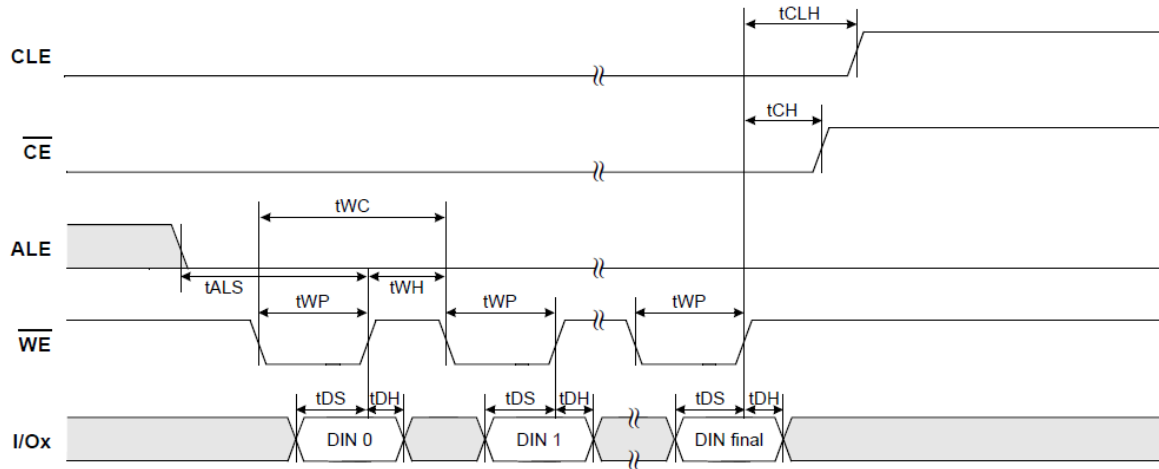 tCLH
CLE
tCH
CE
tWC
ALE
tALS tWH
tWP tWP tWP
WE
tDS tDH tDS tDH tDS tDH
I/Ox DIN 0 DIN 1 DIN final